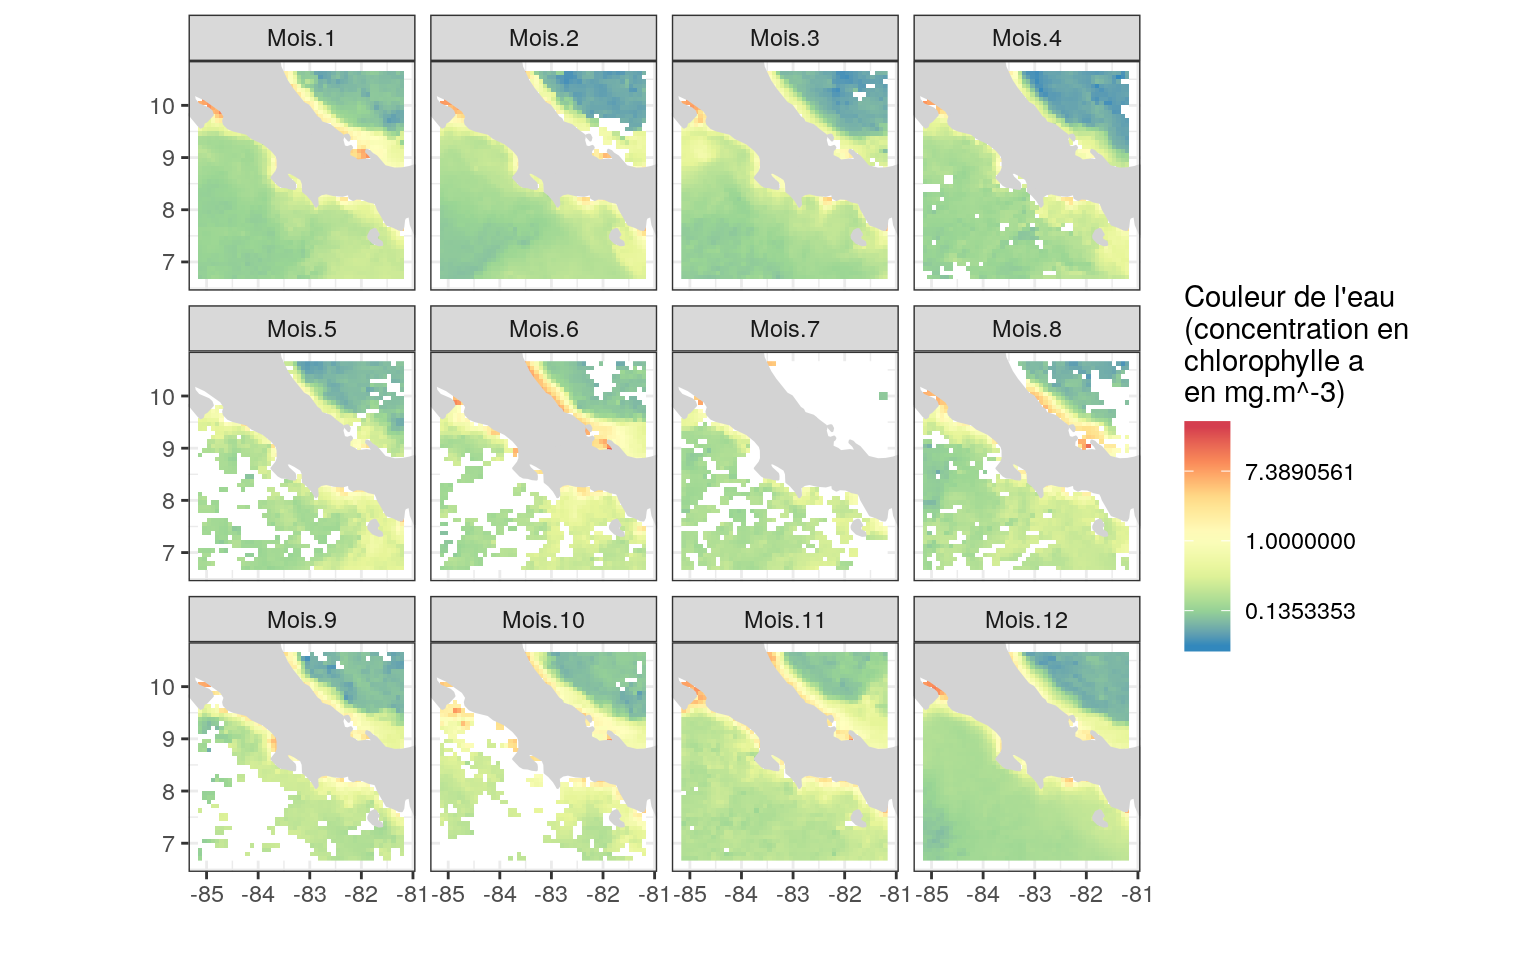 Mois.1 Mois.2 Mois.3 Mois.4
10
9
8
7
Mois.5 Mois.6 Mois.7 Mois.8
10
9
8
7
Mois.9 Mois.10 Mois.11 Mois.12
10
9
8
7
-85 -84 -83 -82 -81 -85 -84 -83 -82 -81 -85 -84 -83 -82 -81 -85 -84 -83 -82 -81
Couleur de l'eau
(concentration en
chlorophylle a
en mg.m^-3)
7.3890561
1.0000000
0.1353353